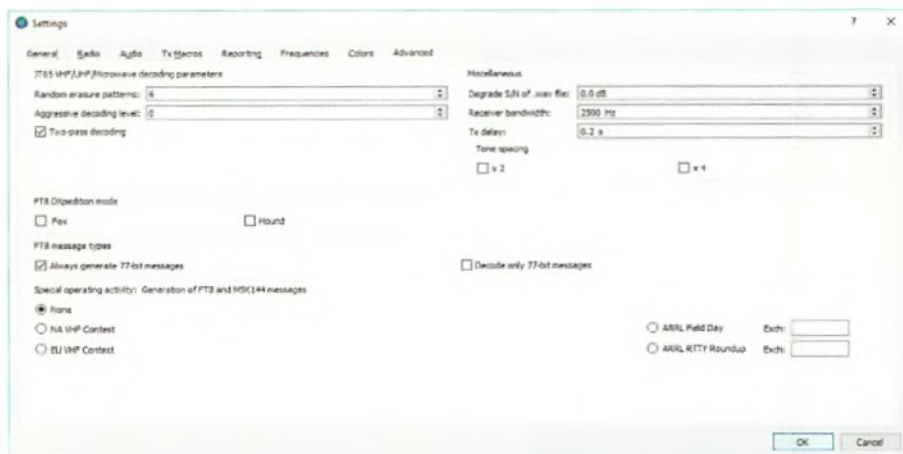 Settings
? X
General Radio Audio Tx Macros Reporting Frequencies Colors Advanced
JT65 VHF/UHF/Microwave decoding parameters
Random erasure patterns: 6
Aggressive decoding level: 0
Two-pass decoding
Miscellaneous
Degrade S/N of .wav file: 0.0 dB
Receiver bandwidth: 2500 Hz
Tx delay: 0.2 s
Tone spacing
x 2 x 4
FT8 DXpedition mode
Fox Hound
FT8 message types
Always generate 77-bit messages Decode only 77-bit messages
Special operating activity: Generation of FT8 and MSK144 messages
None
NA VHF Contest ARRL Field Day Exch:
EU VHF Contest ARRL RTTY Roundup Exch:
OK Cancel